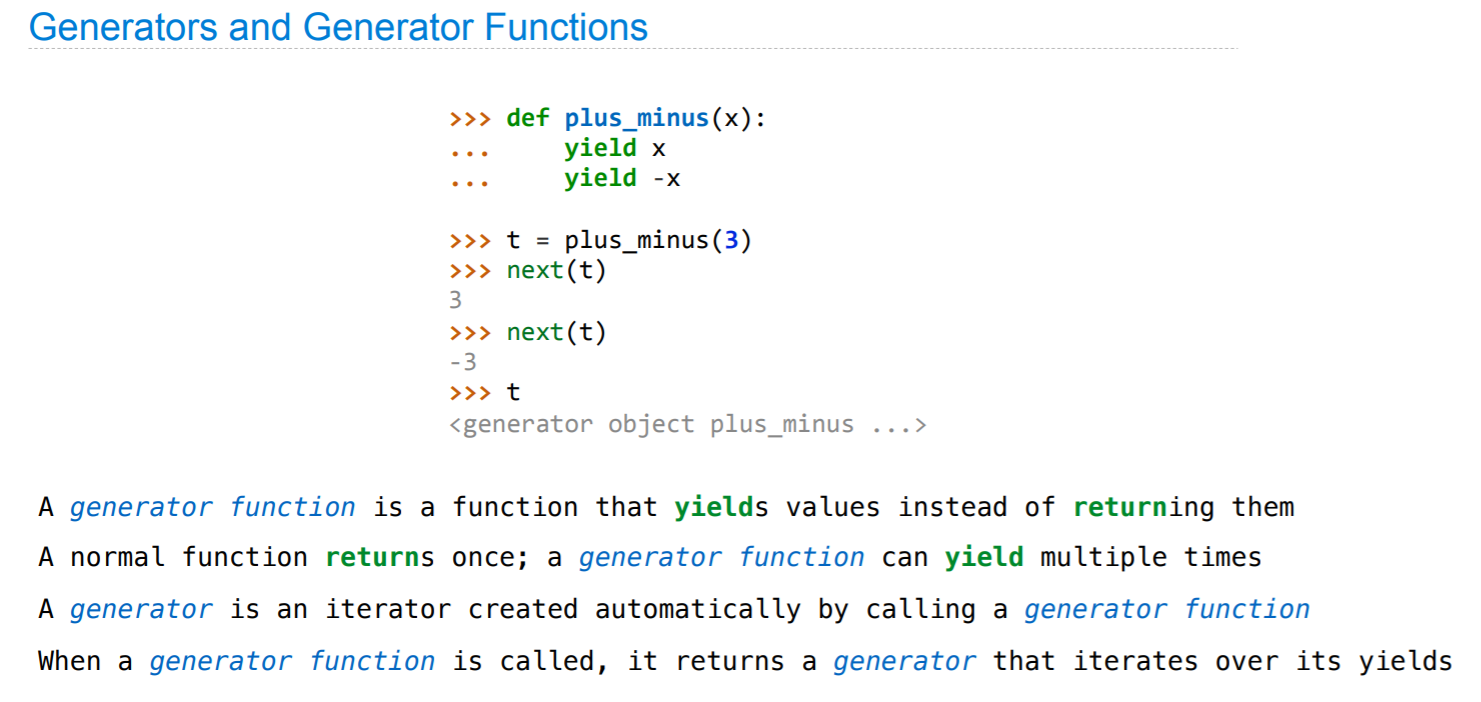 Generators and Generator Functions
>>> def plus_minus(x):
...     yield x
...     yield -x
>>> t = plus_minus(3)
>>> next(t)
3
>>> next(t)
-3
>>> t
<generator object plus_minus ...>
A generator function is a function that yields values instead of returning them
A normal function returns once; a generator function can yield multiple times
A generator is an iterator created automatically by calling a generator function
When a generator function is called, it returns a generator that iterates over its yields